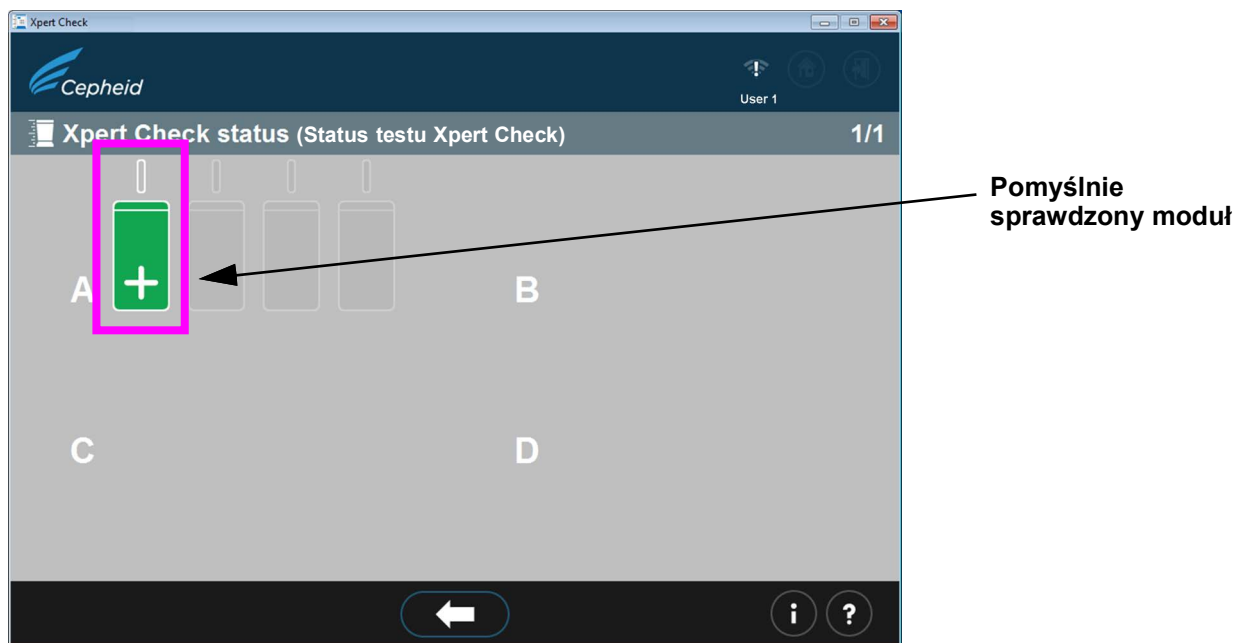 Xpert Check
Cepheid
User 1
Xpert Check status (Status testu Xpert Check) 1/1
Pomyślnie
sprawdzony moduł
A B
C D
i ?